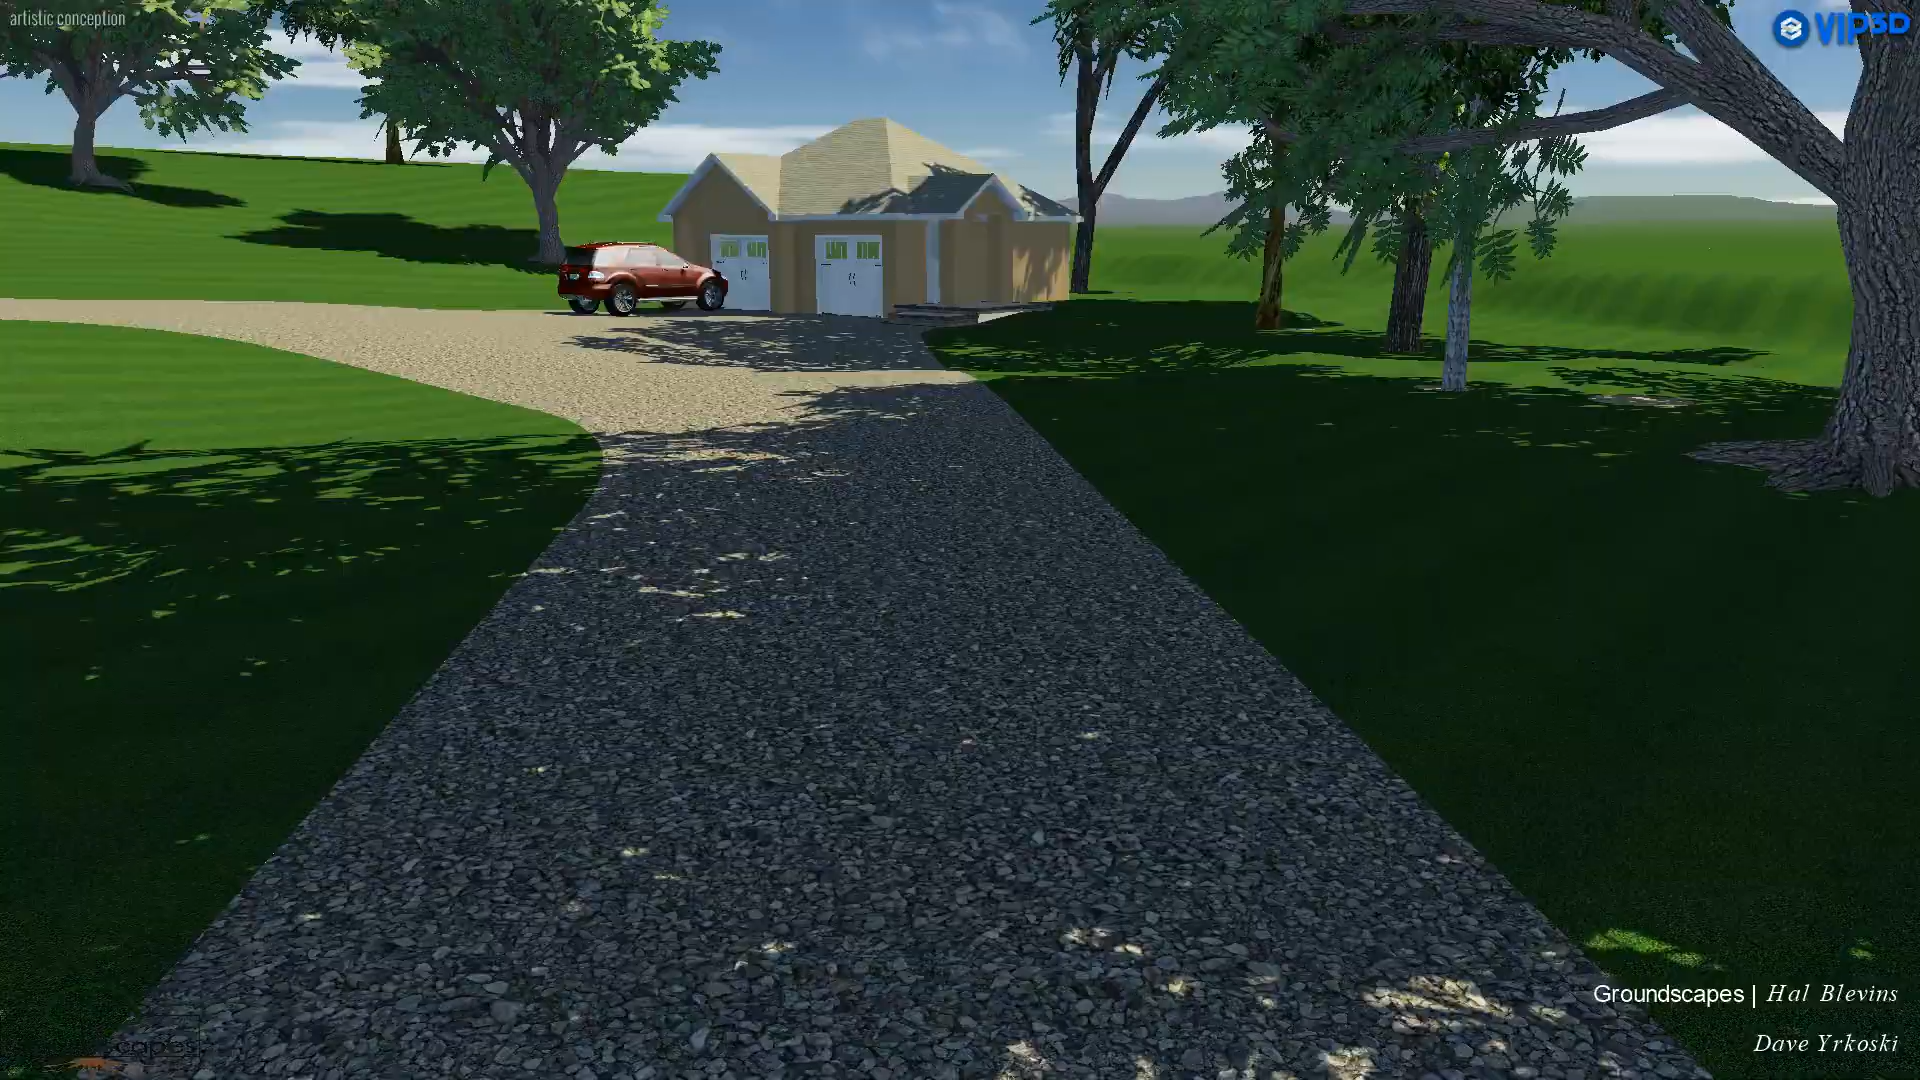 artistic conception
VIP3D
Groundscapes | Hal Blevins
Dave Yrkoski